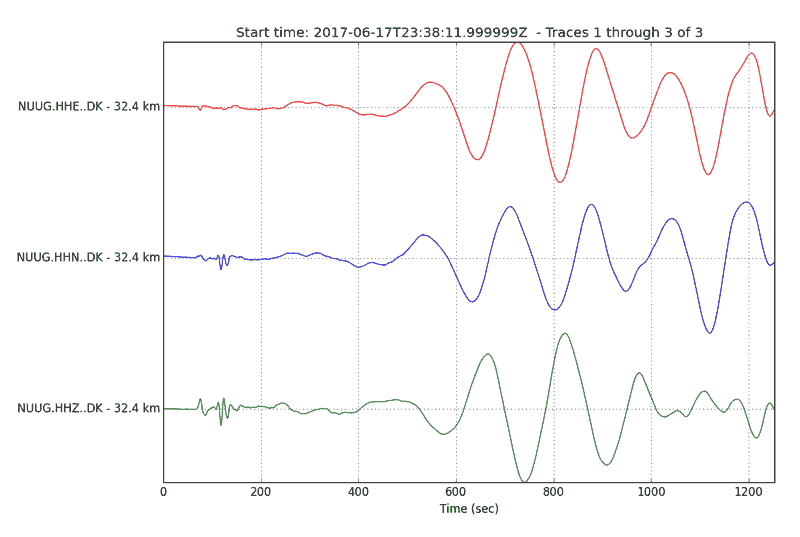 Start time: 2017-06-17T23:38:11.999999Z  - Traces 1 through 3 of 3
NUUG.HHE..DK - 32.4 km
NUUG.HHN..DK - 32.4 km
NUUG.HHZ..DK - 32.4 km
0 200 400 600 800 1000 1200
Time (sec)